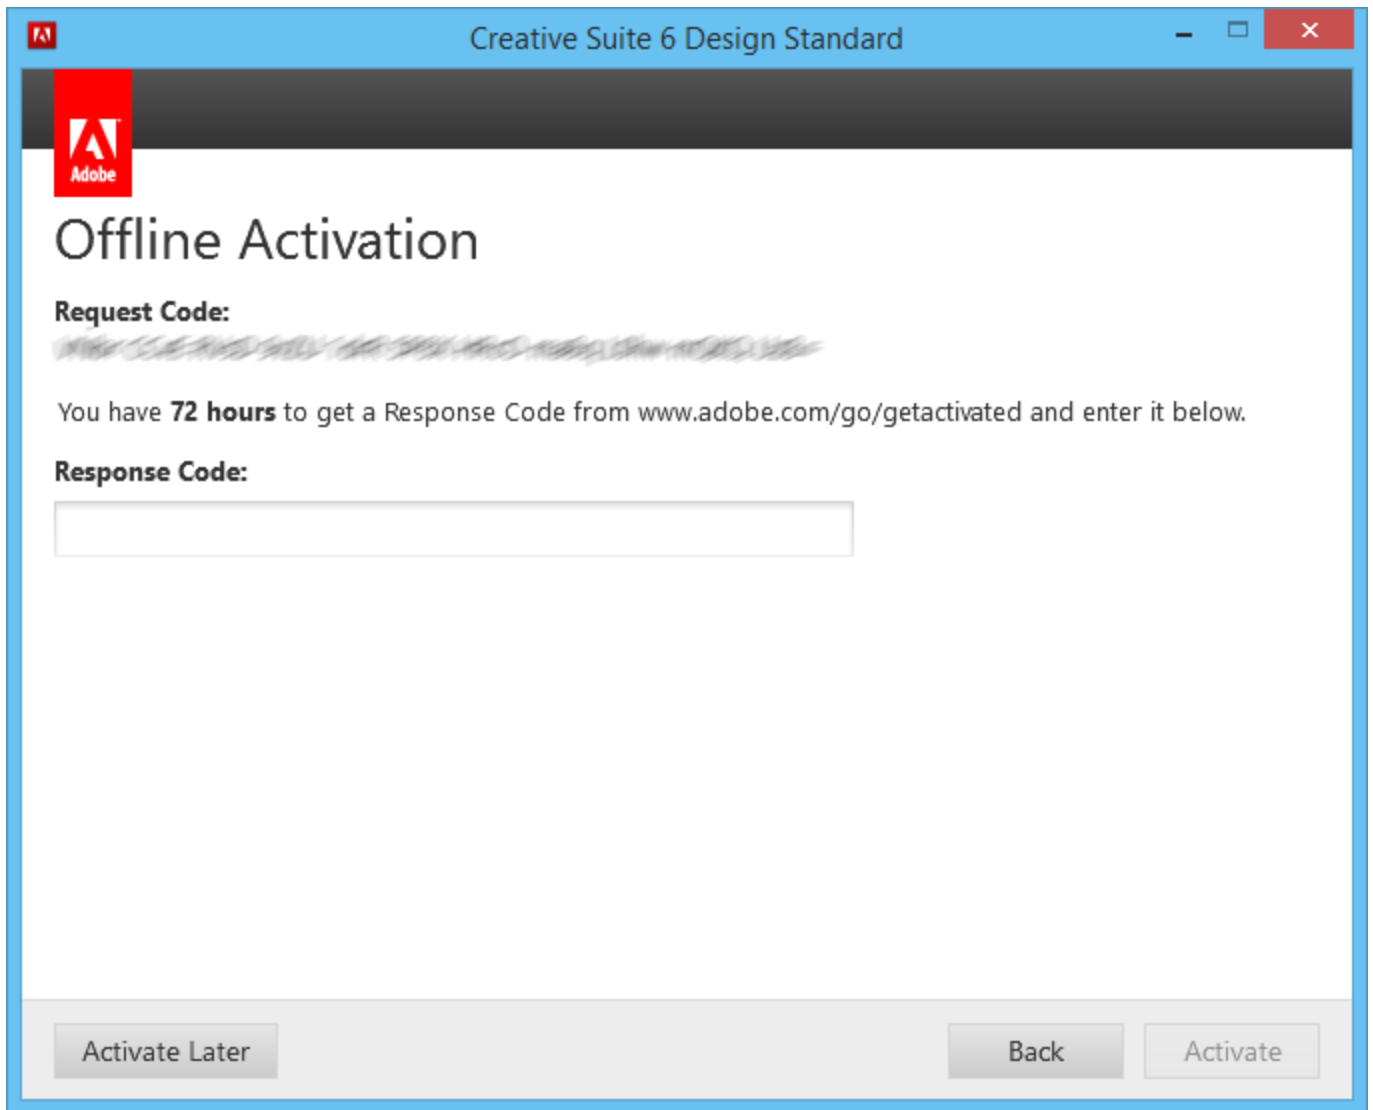 Creative Suite 6 Design Standard
Adobe
Offline Activation
Request Code:
You have 72 hours to get a Response Code from www.adobe.com/go/getactivated and enter it below.
Response Code:
Activate Later
Back
Activate